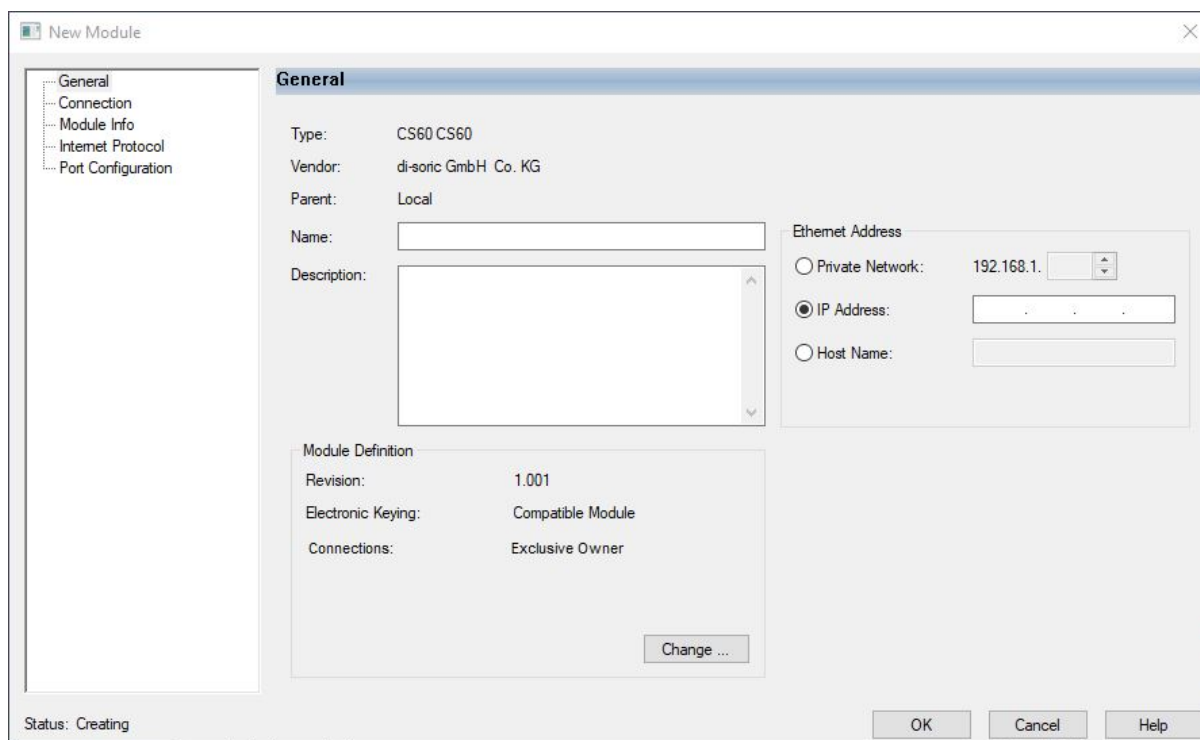 New Module
General
Connection
Module Info
Internet Protocol
Port Configuration
General
Type: CS60 CS60
Vendor: di-soric GmbH Co. KG
Parent: Local
Name:
Description:
Ethernet Address
Private Network: 192.168.1.
IP Address: . . .
Host Name:
Module Definition
Revision: 1.001
Electronic Keying: Compatible Module
Connections: Exclusive Owner
Change ...
Status: Creating
OK Cancel Help